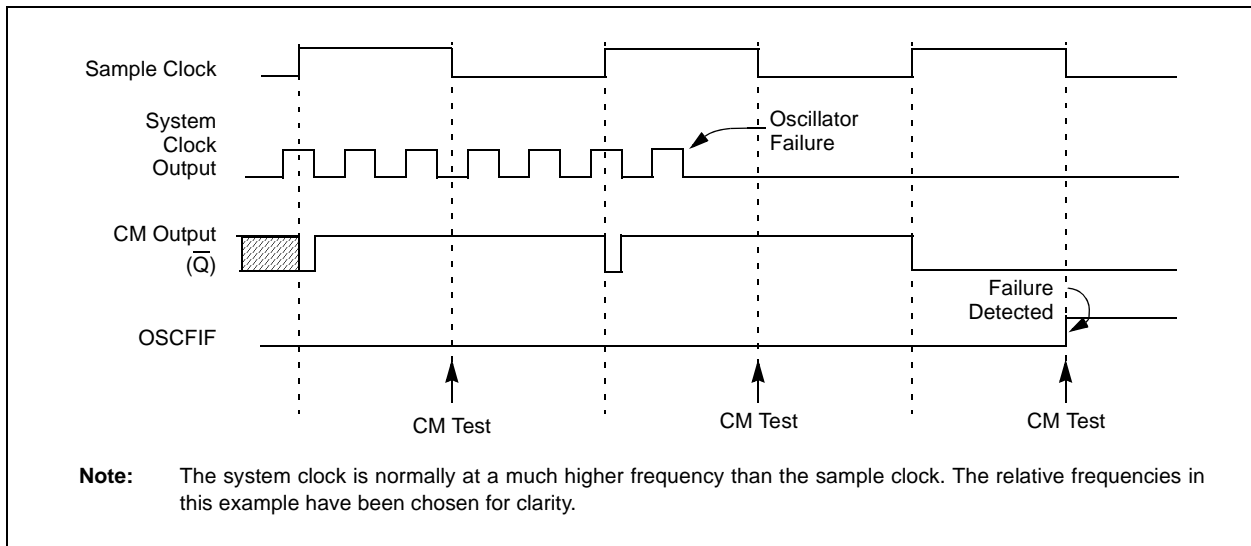 Sample Clock
System
Clock
Output
Oscillator
Failure
CM Output
(Q̅)
Failure
Detected
OSCFIF
CM Test
CM Test
CM Test
Note: The system clock is normally at a much higher frequency than the sample clock. The relative frequencies in
this example have been chosen for clarity.